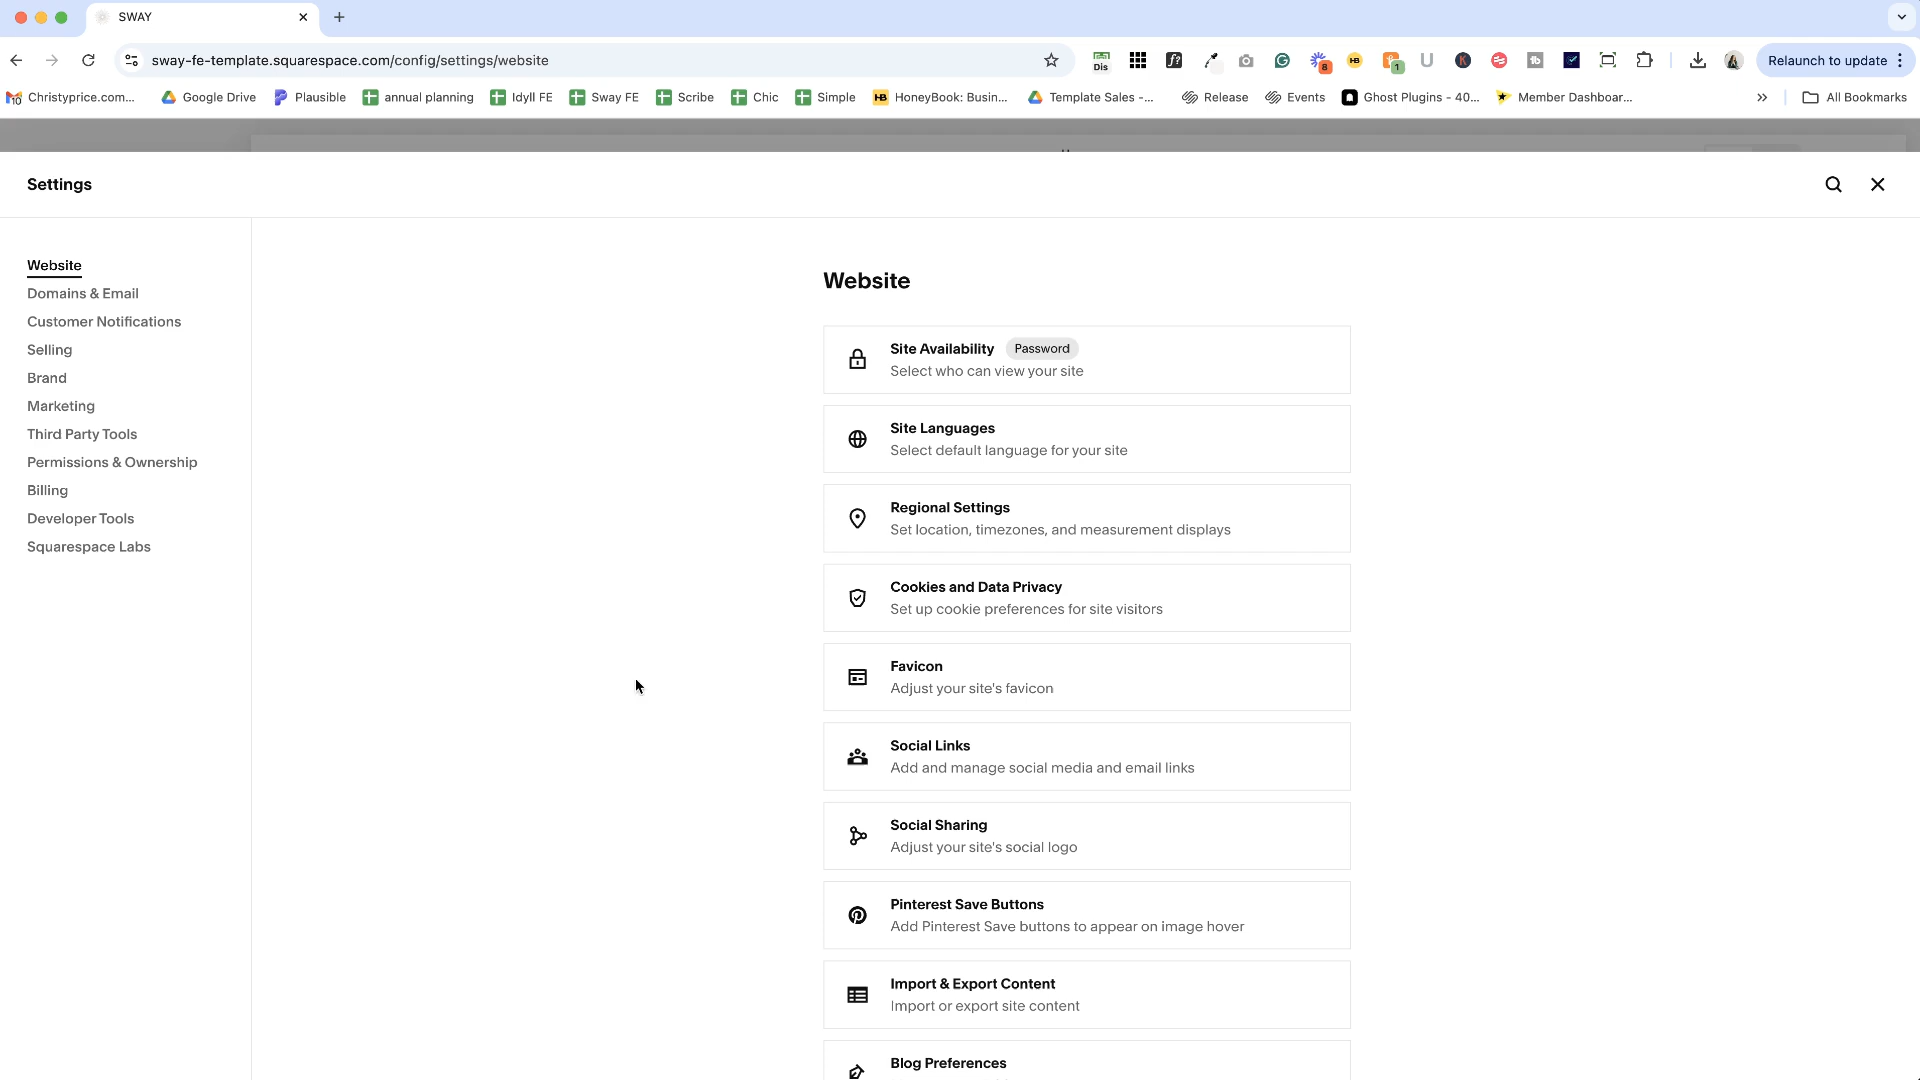 SWAY
sway-fe-template.squarespace.com/config/settings/website
Dis
f?
8
HB
1
U
K
tb
Relaunch to update
10
Christyprice.com...
Google Drive
Plausible
annual planning
Idyll FE
Sway FE
Scribe
Chic
Simple
HB
HoneyBook: Busin...
Template Sales -...
Release
Events
Ghost Plugins - 40...
Member Dashboar...
All Bookmarks
Settings
Website
Domains & Email
Customer Notifications
Selling
Brand
Marketing
Third Party Tools
Permissions & Ownership
Billing
Developer Tools
Squarespace Labs
Website
Site Availability Password
Select who can view your site
Site Languages
Select default language for your site
Regional Settings
Set location, timezones, and measurement displays
Cookies and Data Privacy
Set up cookie preferences for site visitors
Favicon
Adjust your site's favicon
Social Links
Add and manage social media and email links
Social Sharing
Adjust your site's social logo
Pinterest Save Buttons
Add Pinterest Save buttons to appear on image hover
Import & Export Content
Import or export site content
Blog Preferences